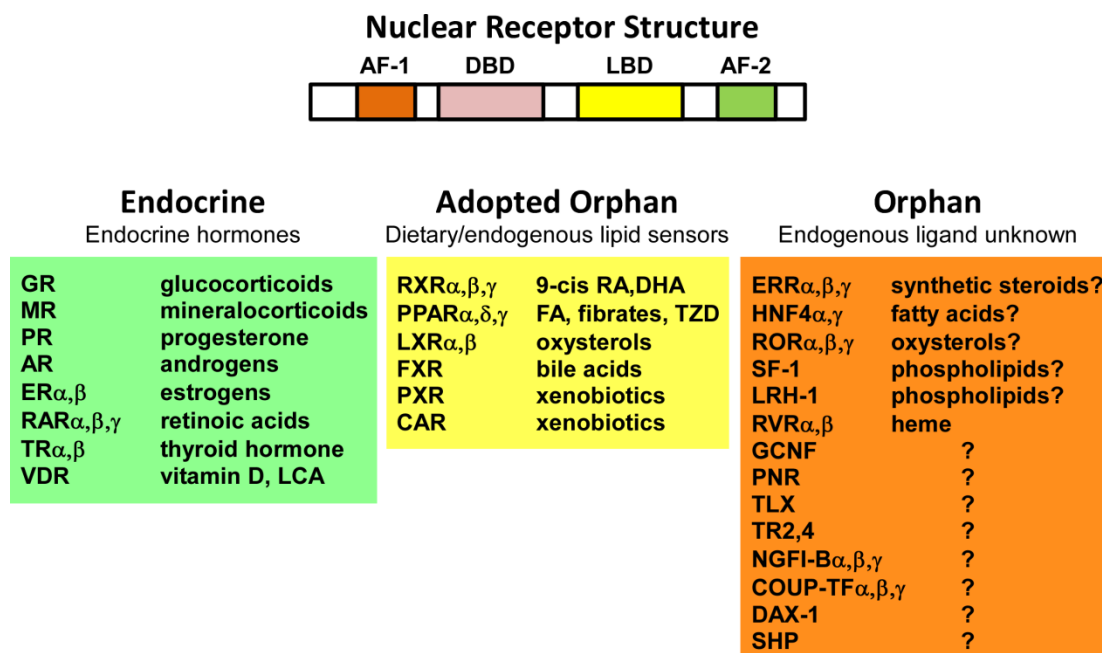 Nuclear Receptor Structure
AF-1 DBD LBD AF-2
Endocrine
Endocrine hormones
GR glucocorticoids
MR mineralocorticoids
PR progesterone
AR androgens
ERα,β estrogens
RARα,β,γ retinoic acids
TRα,β thyroid hormone
VDR vitamin D, LCA
Adopted Orphan
Dietary/endogenous lipid sensors
RXRα,β,γ 9-cis RA,DHA
PPARα,δ,γ FA, fibrates, TZD
LXRα,β oxysterols
FXR bile acids
PXR xenobiotics
CAR xenobiotics
Orphan
Endogenous ligand unknown
ERRα,β,γ synthetic steroids?
HNF4α,γ fatty acids?
RORα,β,γ oxysterols?
SF-1 phospholipids?
LRH-1 phospholipids?
RVRα,β heme
GCNF ?
PNR ?
TLX ?
TR2,4 ?
NGFI-Bα,β,γ ?
COUP-TFα,β,γ ?
DAX-1 ?
SHP ?